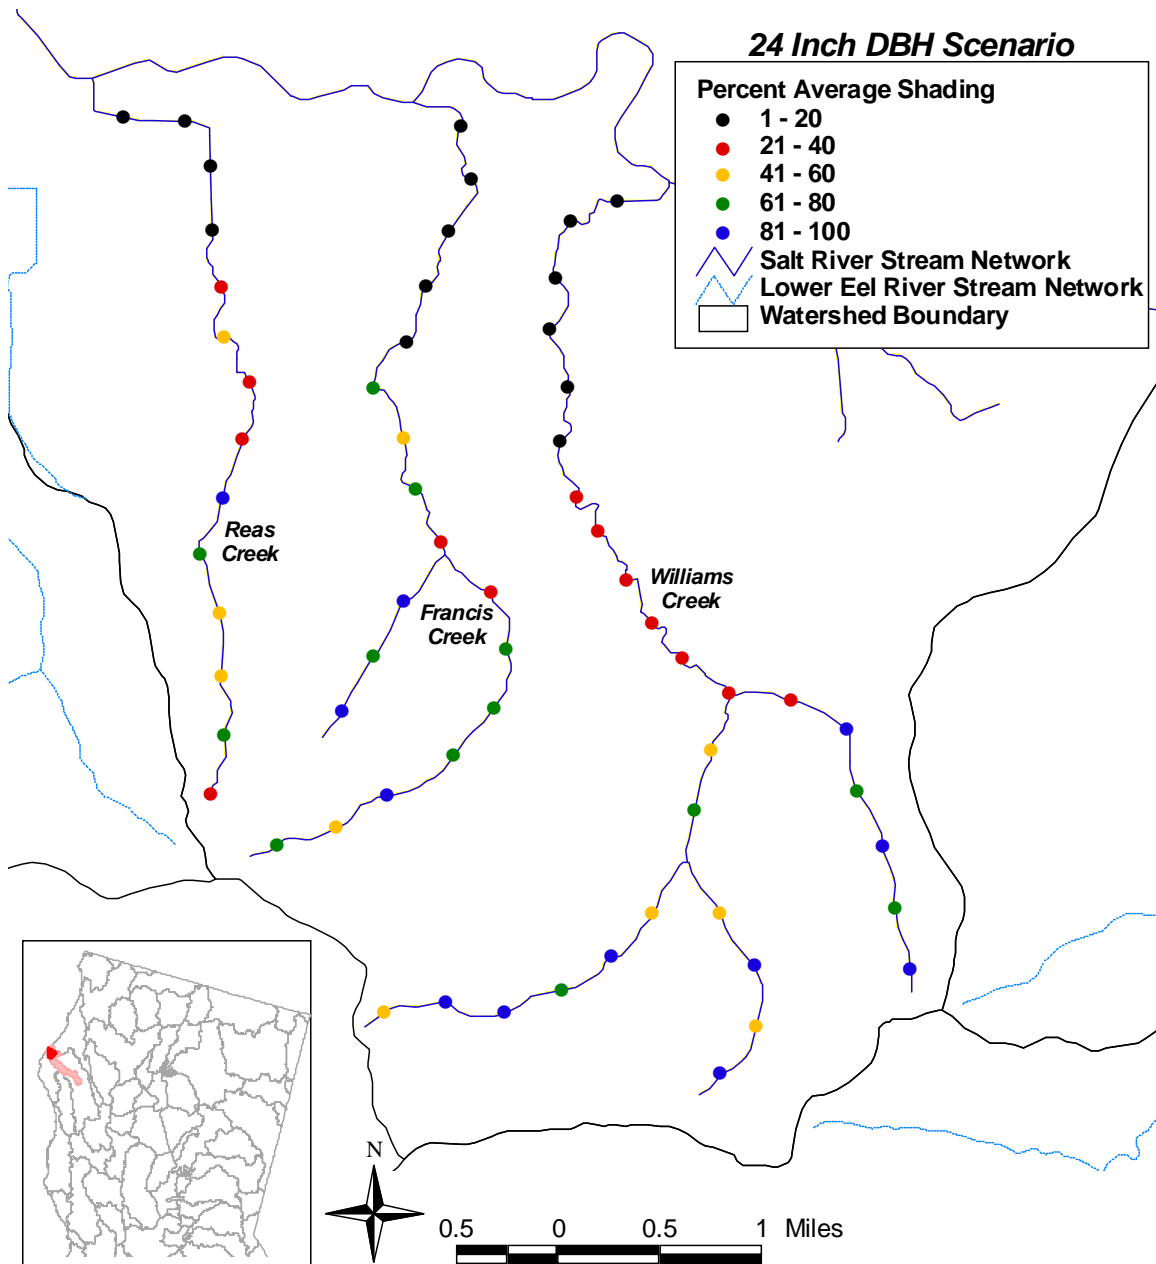 24 Inch DBH Scenario
Percent Average Shading
1 - 20
21 - 40
41 - 60
61 - 80
81 - 100
Salt River Stream Network
Lower Eel River Stream Network
Watershed Boundary
Reas
Creek
Francis
Creek
Williams
Creek
N
0.5 0 0.5 1 Miles